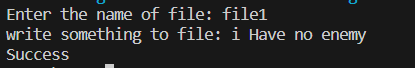 Enter the name of file: file1
write something to file: i Have no enemy
Success